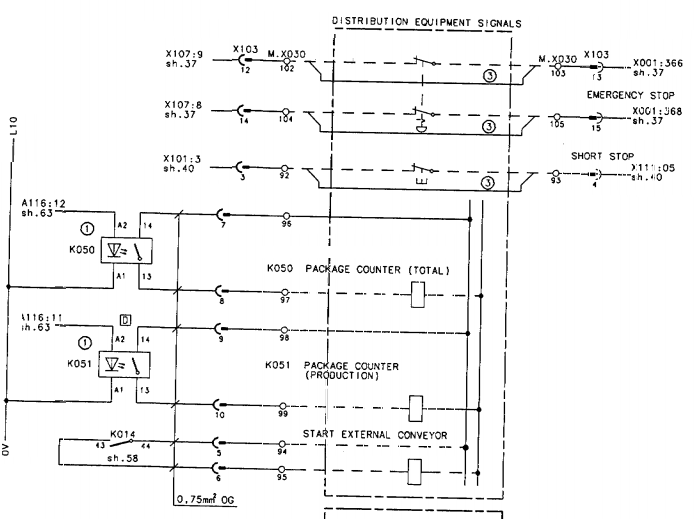 DISTRIBUTION EQUIPMENT SIGNALS
X107:9
sh.37
X103
12
M.X030
102
3
M.X030
103
X103
13
X001:366
sh.37
EMERGENCY STOP
X107:8
sh.37
14
104
3
105
15
X001:368
sh.37
SHORT STOP
X101:3
sh.40
3
92
3
93
4
sh.40
L10
A116:12
sh.63
1
A2
14
K050
A1
13
7
96
K050 PACKAGE COUNTER (TOTAL)
8
97
A116:11
sh.63
D
1
A2
14
K051
A1
13
9
98
K051 PACKAGE COUNTER
(PRODUCTION)
10
99
0V
K014
43
44
sh.58
START EXTERNAL CONVEYOR
5
94
6
95
0,75mm² OG